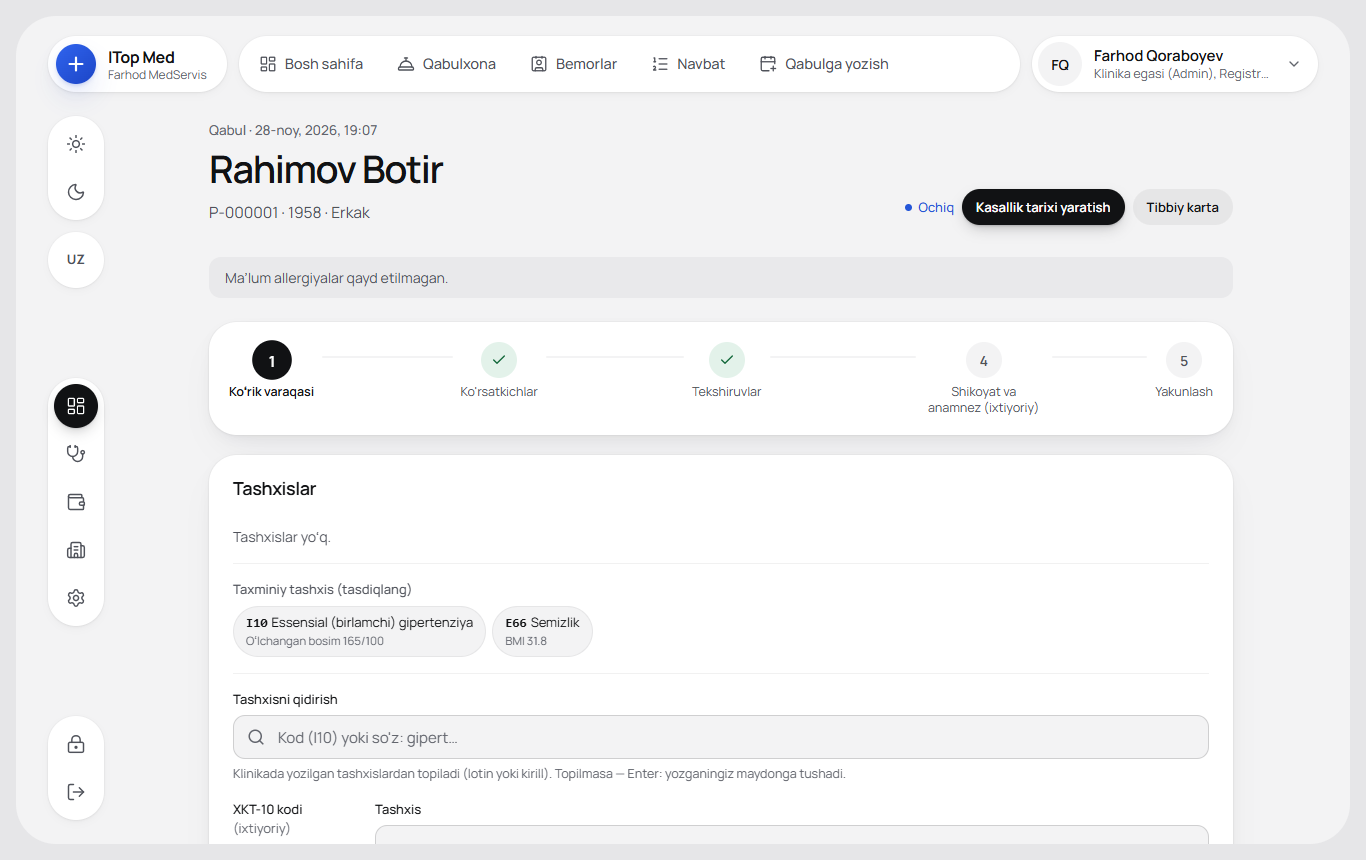 ITop Med
Farhod MedServis
Bosh sahifa
Qabulxona
Bemorlar
Navbat
Qabulga yozish
FQ
Farhod Qoraboyev
Klinika egasi (Admin), Registr...
UZ
Qabul · 28-noy, 2026, 19:07
Rahimov Botir
P-000001 · 1958 · Erkak
Ochiq
Kasallik tarixi yaratish
Tibbiy karta
Ma’lum allergiyalar qayd etilmagan.
1
Ko‘rik varaqasi
Ko‘rsatkichlar
Tekshiruvlar
4
Shikoyat va
anamnez (ixtiyoriy)
5
Yakunlash
Tashxislar
Tashxislar yo‘q.
Taxminiy tashxis (tasdiqlang)
I10 Essensial (birlamchi) gipertenziya
O‘lchangan bosim 165/100
E66 Semizlik
BMI 31.8
Tashxisni qidirish
Kod (I10) yoki so'z: gipert…
Klinikada yozilgan tashxislardan topiladi (lotin yoki kirill). Topilmasa — Enter: yozganingiz maydonga tushadi.
XKT-10 kodi
(ixtiyoriy)
Tashxis